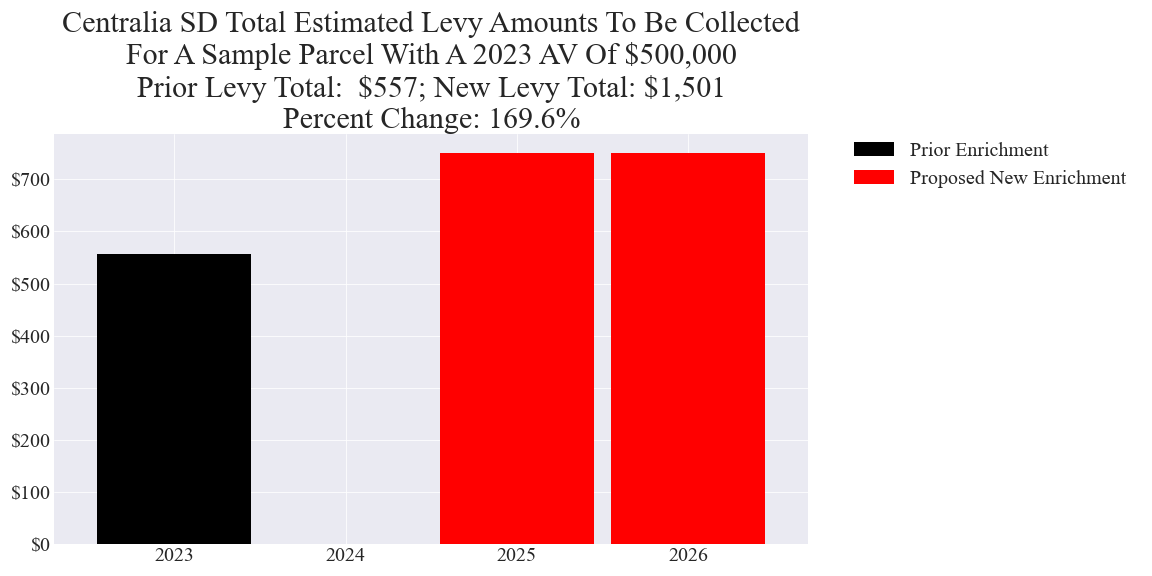 Centralia SD Total Estimated Levy Amounts To Be Collected
For A Sample Parcel With A 2023 AV Of $500,000
Prior Levy Total:  $557; New Levy Total: $1,501
Percent Change: 169.6%
Prior Enrichment
Proposed New Enrichment
$700
$600
$500
$400
$300
$200
$100
$0
2023 2024 2025 2026